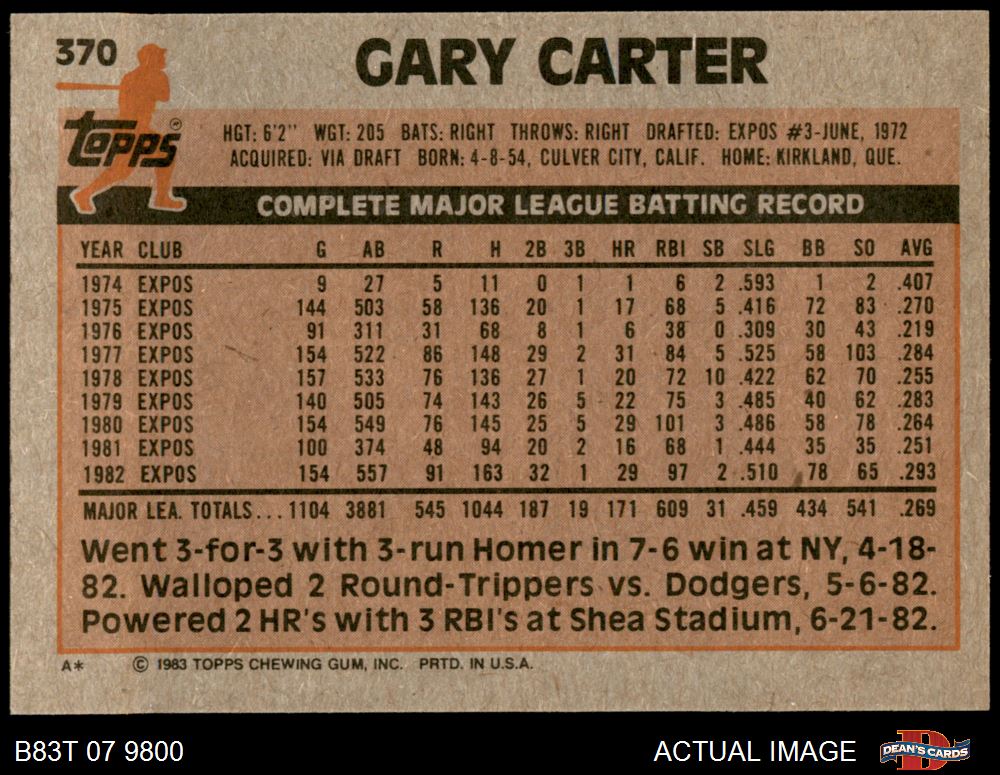 370
GARY CARTER
Topps
HGT: 6'2" WGT: 205 BATS: RIGHT THROWS: RIGHT DRAFTED: EXPOS #3-JUNE, 1972
ACQUIRED: VIA DRAFT BORN: 4-8-54, CULVER CITY, CALIF. HOME: KIRKLAND, QUE.
COMPLETE MAJOR LEAGUE BATTING RECORD
YEAR CLUB G AB R H 2B 3B HR RBI SB SLG BB SO AVG
1974 EXPOS 9 27 5 11 0 1 1 6 2 .593 1 2 .407
1975 EXPOS 144 503 58 136 20 1 17 68 5 .416 72 83 .270
1976 EXPOS 91 311 31 68 8 1 6 38 0 .309 30 43 .219
1977 EXPOS 154 522 86 148 29 2 31 84 5 .525 58 103 .284
1978 EXPOS 157 533 76 136 27 1 20 72 10 .422 62 70 .255
1979 EXPOS 140 505 74 143 26 5 22 75 3 .485 40 62 .283
1980 EXPOS 154 549 76 145 25 5 29 101 3 .486 58 78 .264
1981 EXPOS 100 374 48 94 20 2 16 68 1 .444 35 35 .251
1982 EXPOS 154 557 91 163 32 1 29 97 2 .510 78 65 .293
MAJOR LEA. TOTALS... 1104 3881 545 1044 187 19 171 609 31 .459 434 541 .269
Went 3-for-3 with 3-run Homer in 7-6 win at NY, 4-18-
82. Walloped 2 Round-Trippers vs. Dodgers, 5-6-82.
Powered 2 HR's with 3 RBI's at Shea Stadium, 6-21-82.
A* © 1983 TOPPS CHEWING GUM, INC. PRTD. IN U.S.A.
B83T 07 9800 ACTUAL IMAGE DEAN'S CARDS